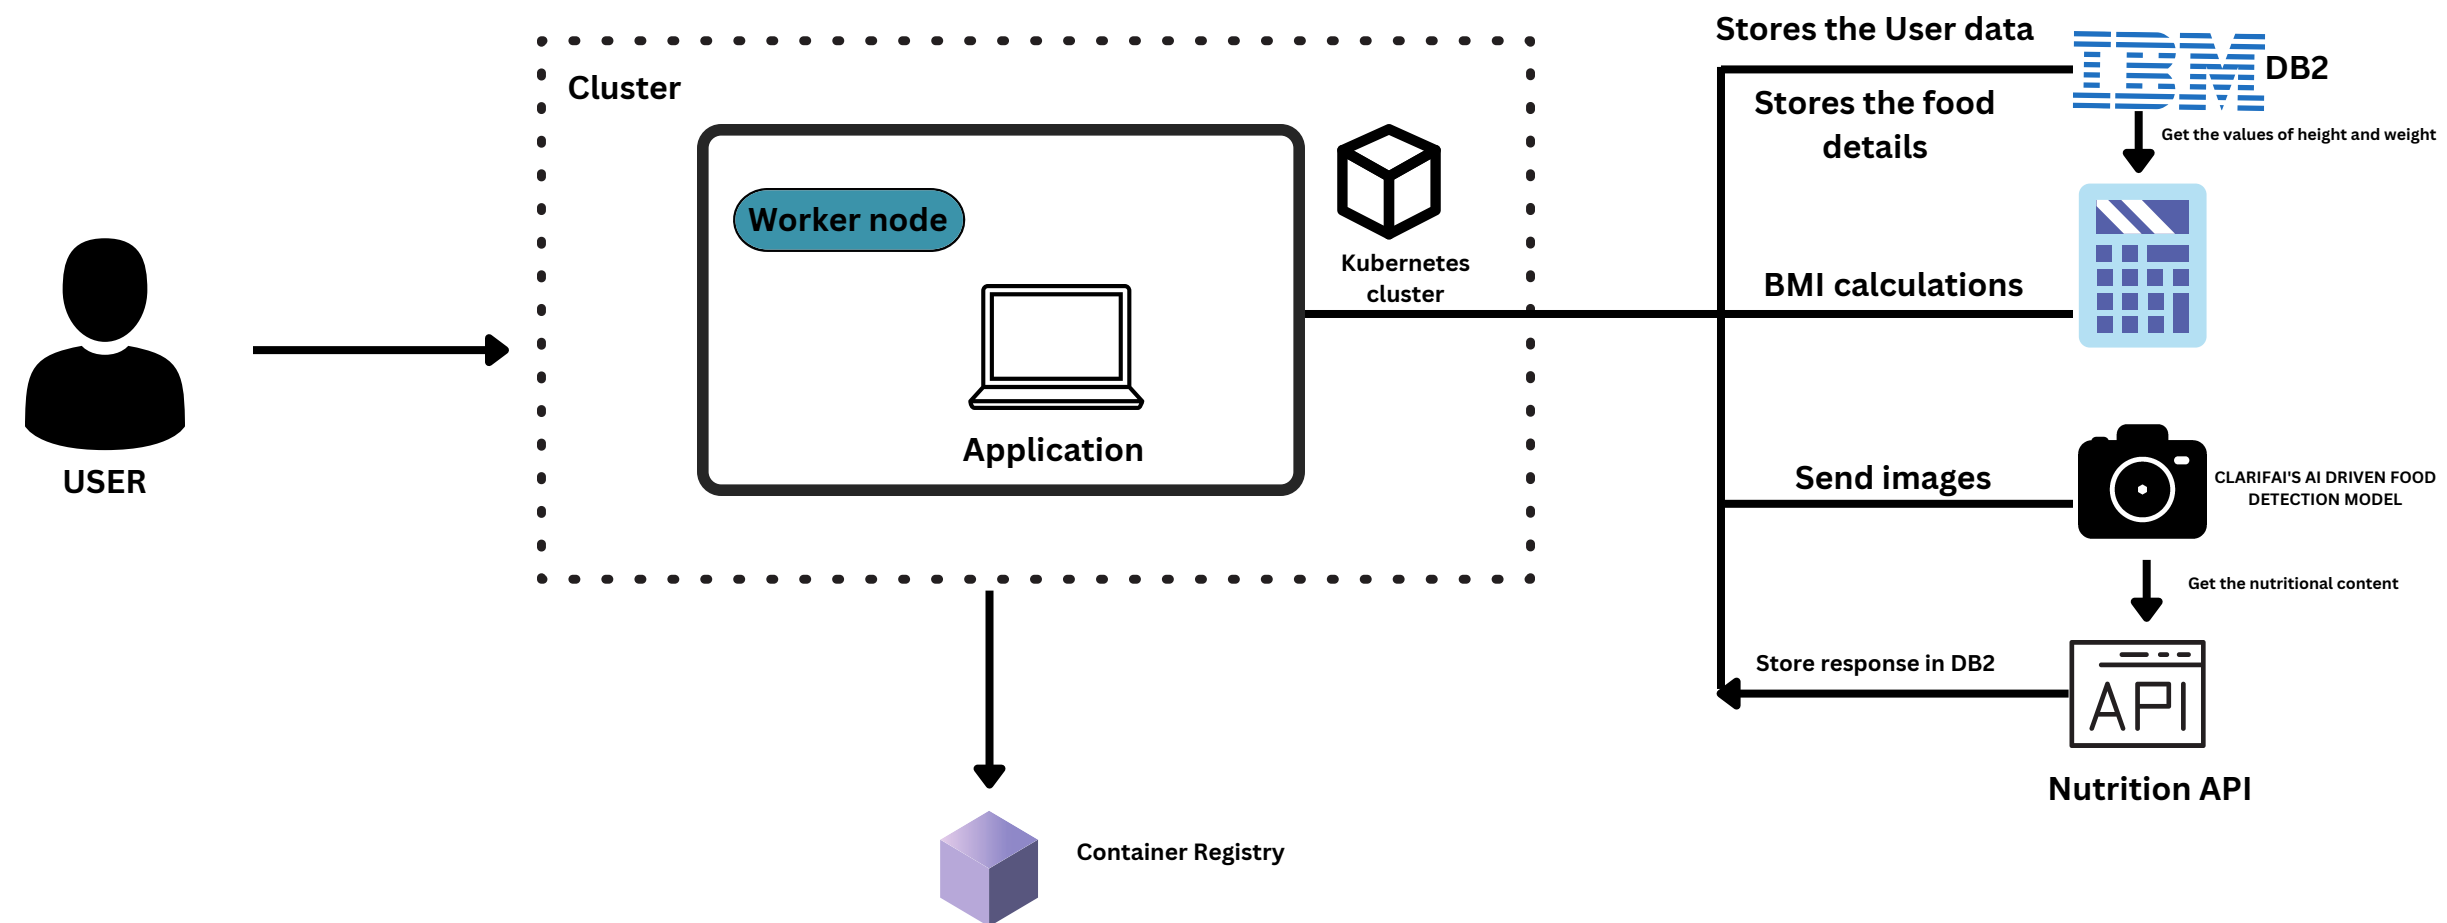 USER
Cluster
Worker node
Application
Kubernetes
cluster
Container Registry
Stores the User data
IBM DB2
Stores the food
details
Get the values of height and weight
BMI calculations
Send images
CLARIFAI'S AI DRIVEN FOOD
DETECTION MODEL
Get the nutritional content
Store response in DB2
API
Nutrition API